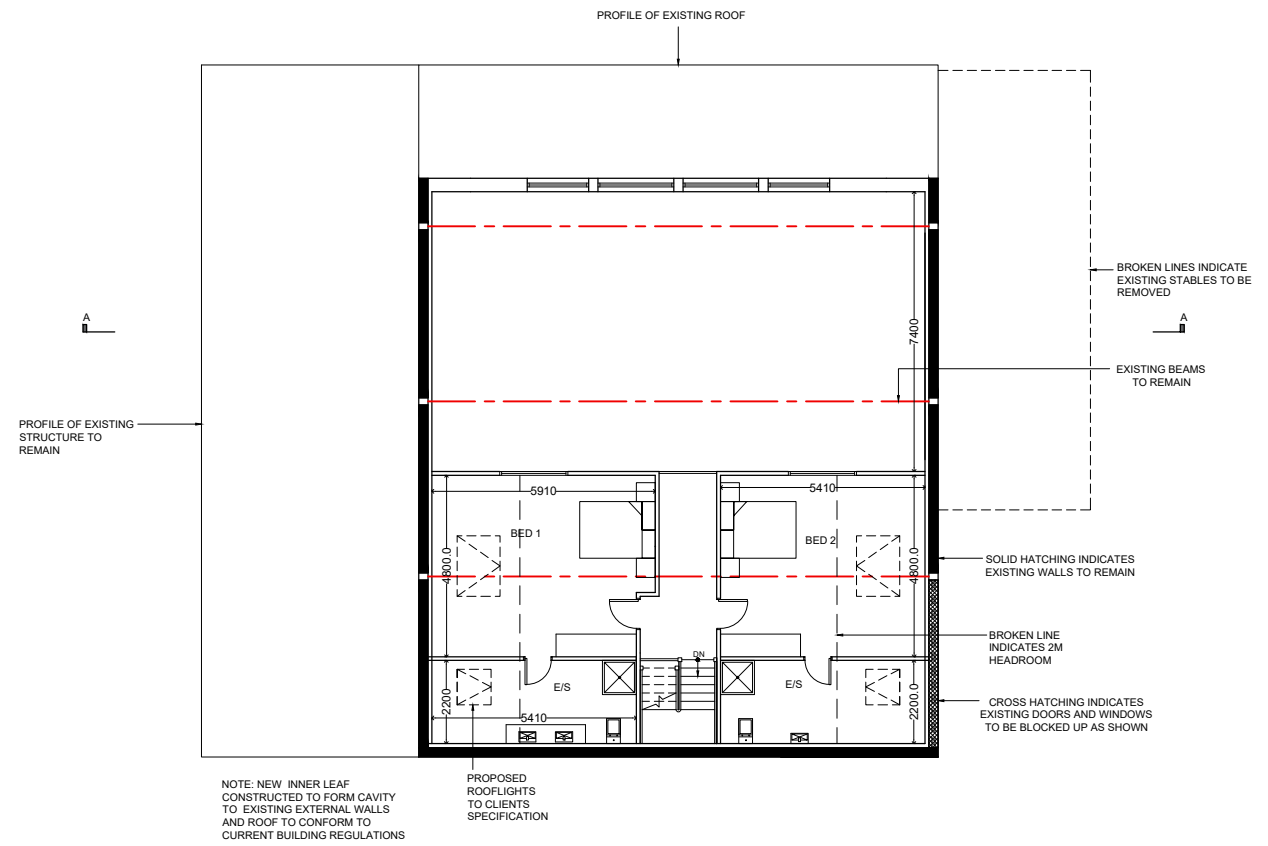 PROFILE OF EXISTING ROOF
BROKEN LINES INDICATE
EXISTING STABLES TO BE
REMOVED
A
A
7400
EXISTING BEAMS
TO REMAIN
PROFILE OF EXISTING
STRUCTURE TO
REMAIN
5910
5410
BED 1
BED 2
4800.0
4800.0
SOLID HATCHING INDICATES
EXISTING WALLS TO REMAIN
BROKEN LINE
INDICATES 2M
HEADROOM
DN
E/S
E/S
2200
2200.0
5410
CROSS HATCHING INDICATES
EXISTING DOORS AND WINDOWS
TO BE BLOCKED UP AS SHOWN
PROPOSED
ROOFLIGHTS
TO CLIENTS
SPECIFICATION
NOTE: NEW INNER LEAF
CONSTRUCTED TO FORM CAVITY
TO EXISTING EXTERNAL WALLS
AND ROOF TO CONFORM TO
CURRENT BUILDING REGULATIONS